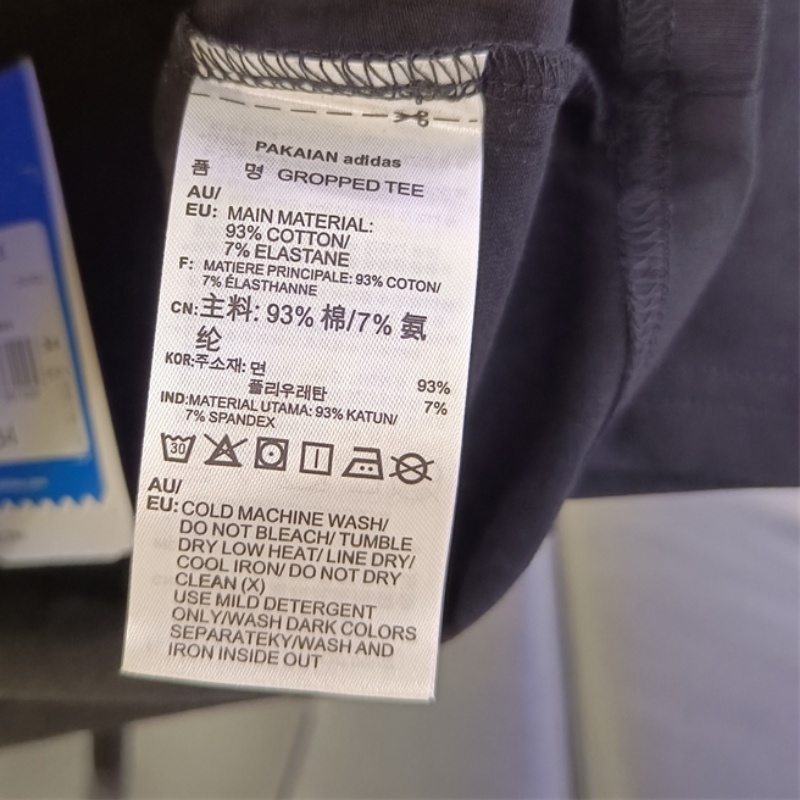 PAKAIAN adidas
품 명 GROPPED TEE
AU/
EU: MAIN MATERIAL:
93% COTTON/
7% ELASTANE
F: MATIERE PRINCIPALE: 93% COTON/
7% ÉLASTHANNE
CN:主料: 93% 棉/7% 氨
纶
KOR:주소재: 면 93%
폴리우레탄 7%
IND:MATERIAL UTAMA: 93% KATUN/
7% SPANDEX
30
AU/
EU: COLD MACHINE WASH/
DO NOT BLEACH/ TUMBLE
DRY LOW HEAT/ LINE DRY/
COOL IRON/ DO NOT DRY
CLEAN (X)
USE MILD DETERGENT
ONLY/WASH DARK COLORS
SEPARATEKY/WASH AND
IRON INSIDE OUT